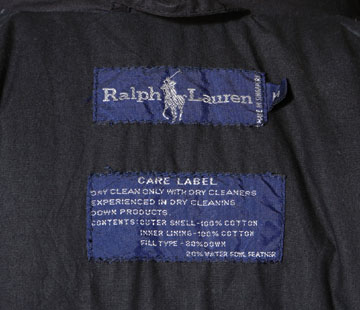 Ralph Lauren
CARE LABEL
DRY CLEAN ONLY WITH DRY CLEANERS
EXPERIENCED IN DRY CLEANING
DOWN PRODUCTS.
CONTENTS: OUTER SHELL-100% COTTON
INNER LINING-100% COTTON
FILL TYPE - 80% DOWN
20% WATER FOWL FEATHER